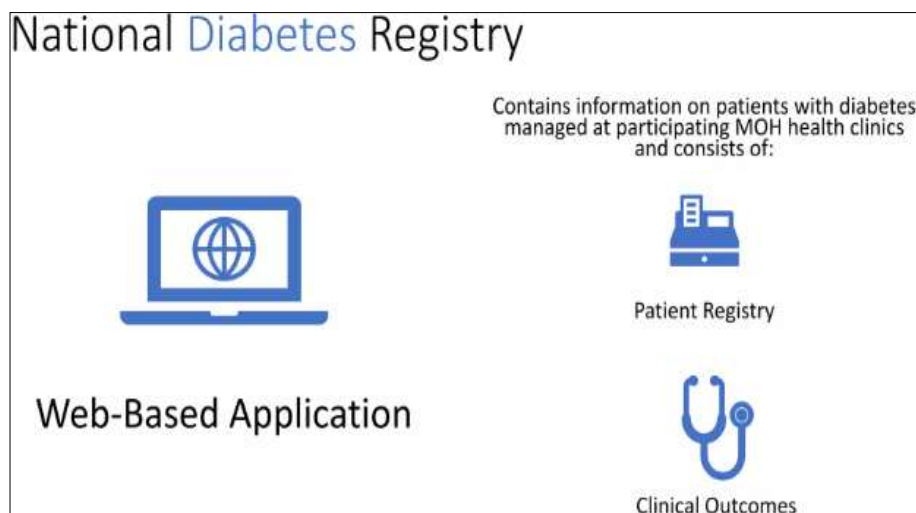 National Diabetes Registry
Contains information on patients with diabetes
managed at participating MOH health clinics
and consists of:
Patient Registry
Web-Based Application
Clinical Outcomes